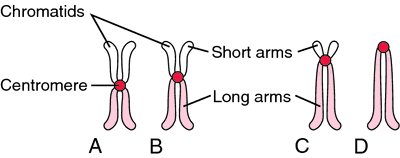 Chromatids
Short arms
Centromere
Long arms
A
B
C
D